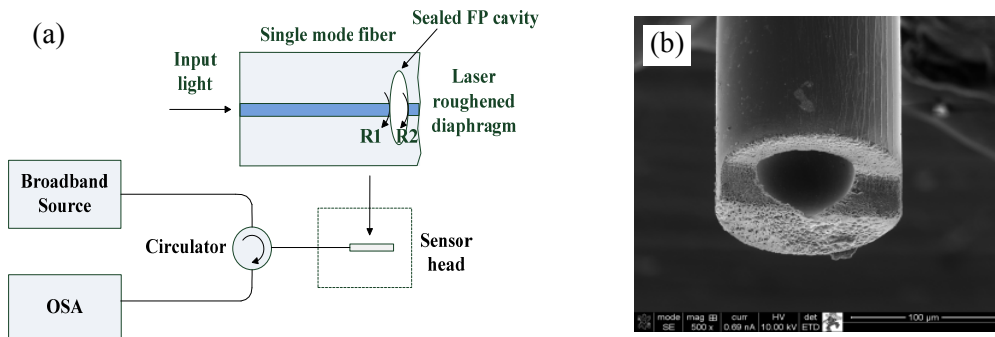 (a)
Sealed FP cavity
Single mode fiber
Input
light
Laser
roughened
diaphragm
R1
R2
Broadband
Source
Circulator
Sensor
head
OSA
(b)
mode
SE
mag
500 x
curr
0.69 nA
HV
10.00 kV
det
ETD
100 µm